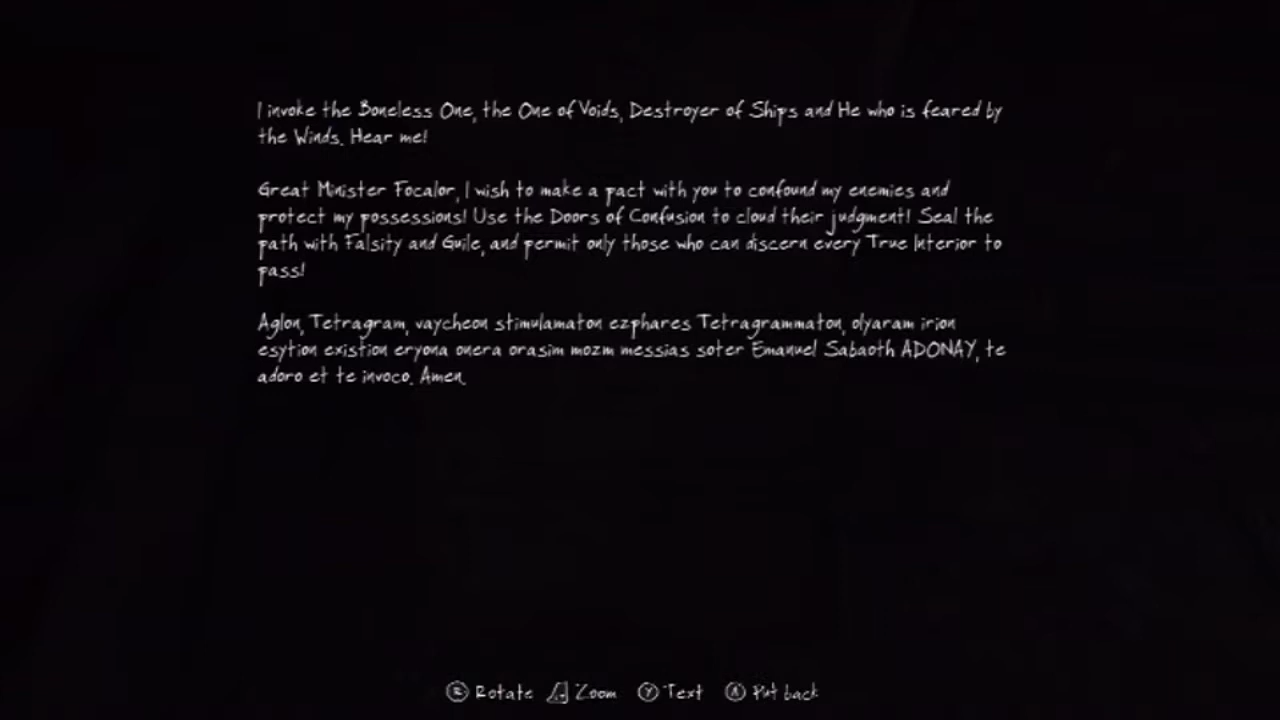 I invoke the Boneless One, the One of Voids, Destroyer of Ships and He who is feared by
the Winds. Hear me!
Great Minister Focalor, I wish to make a pact with you to confound my enemies and
protect my possessions! Use the Doors of Confusion to cloud their judgment! Seal the
path with Falsity and Guile, and permit only those who can discern every True Interior to
pass!
Aglon, Tetragram, vaycheon stimulamaton ezphares Tetragrammaton, olyaram irion
esytion existion eryona onera orasim mozm messias soter Emanuel Sabaoth ADONAY, te
adoro et te invoco. Amen.
R Rotate Zoom Y Text A Put back